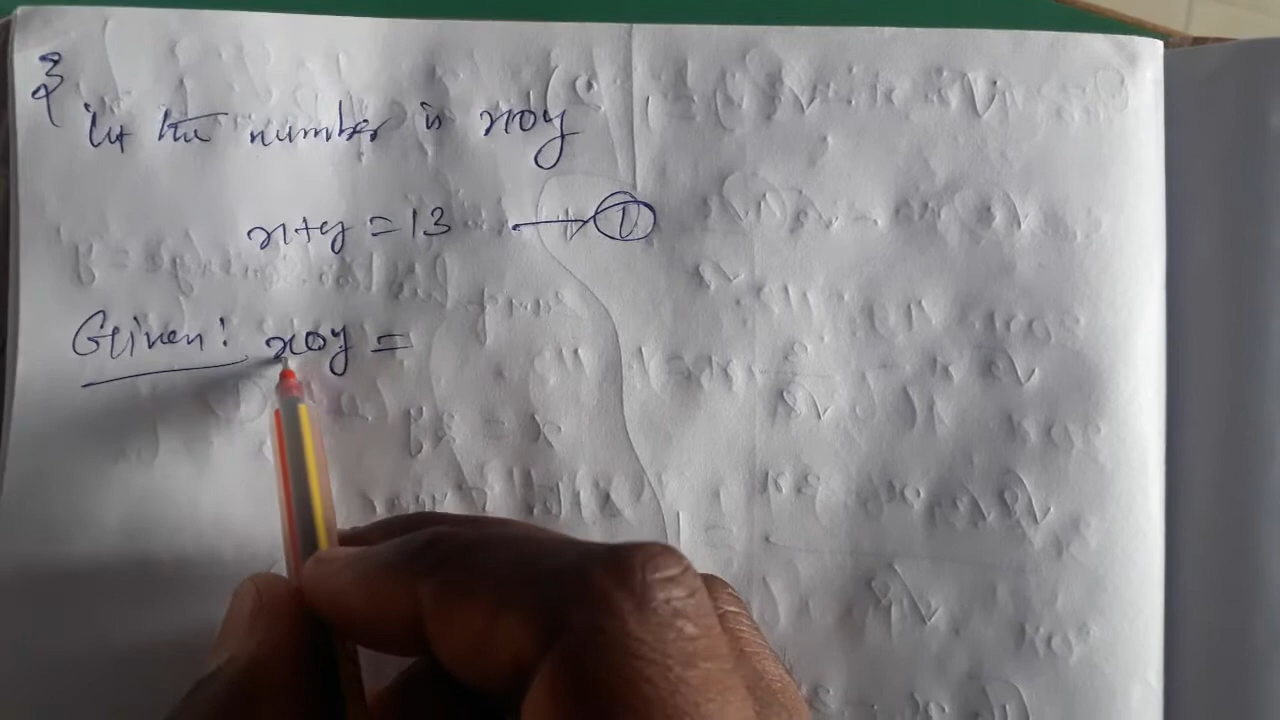 let the number is x0y
x+y=13 → ①
Given: x0y =